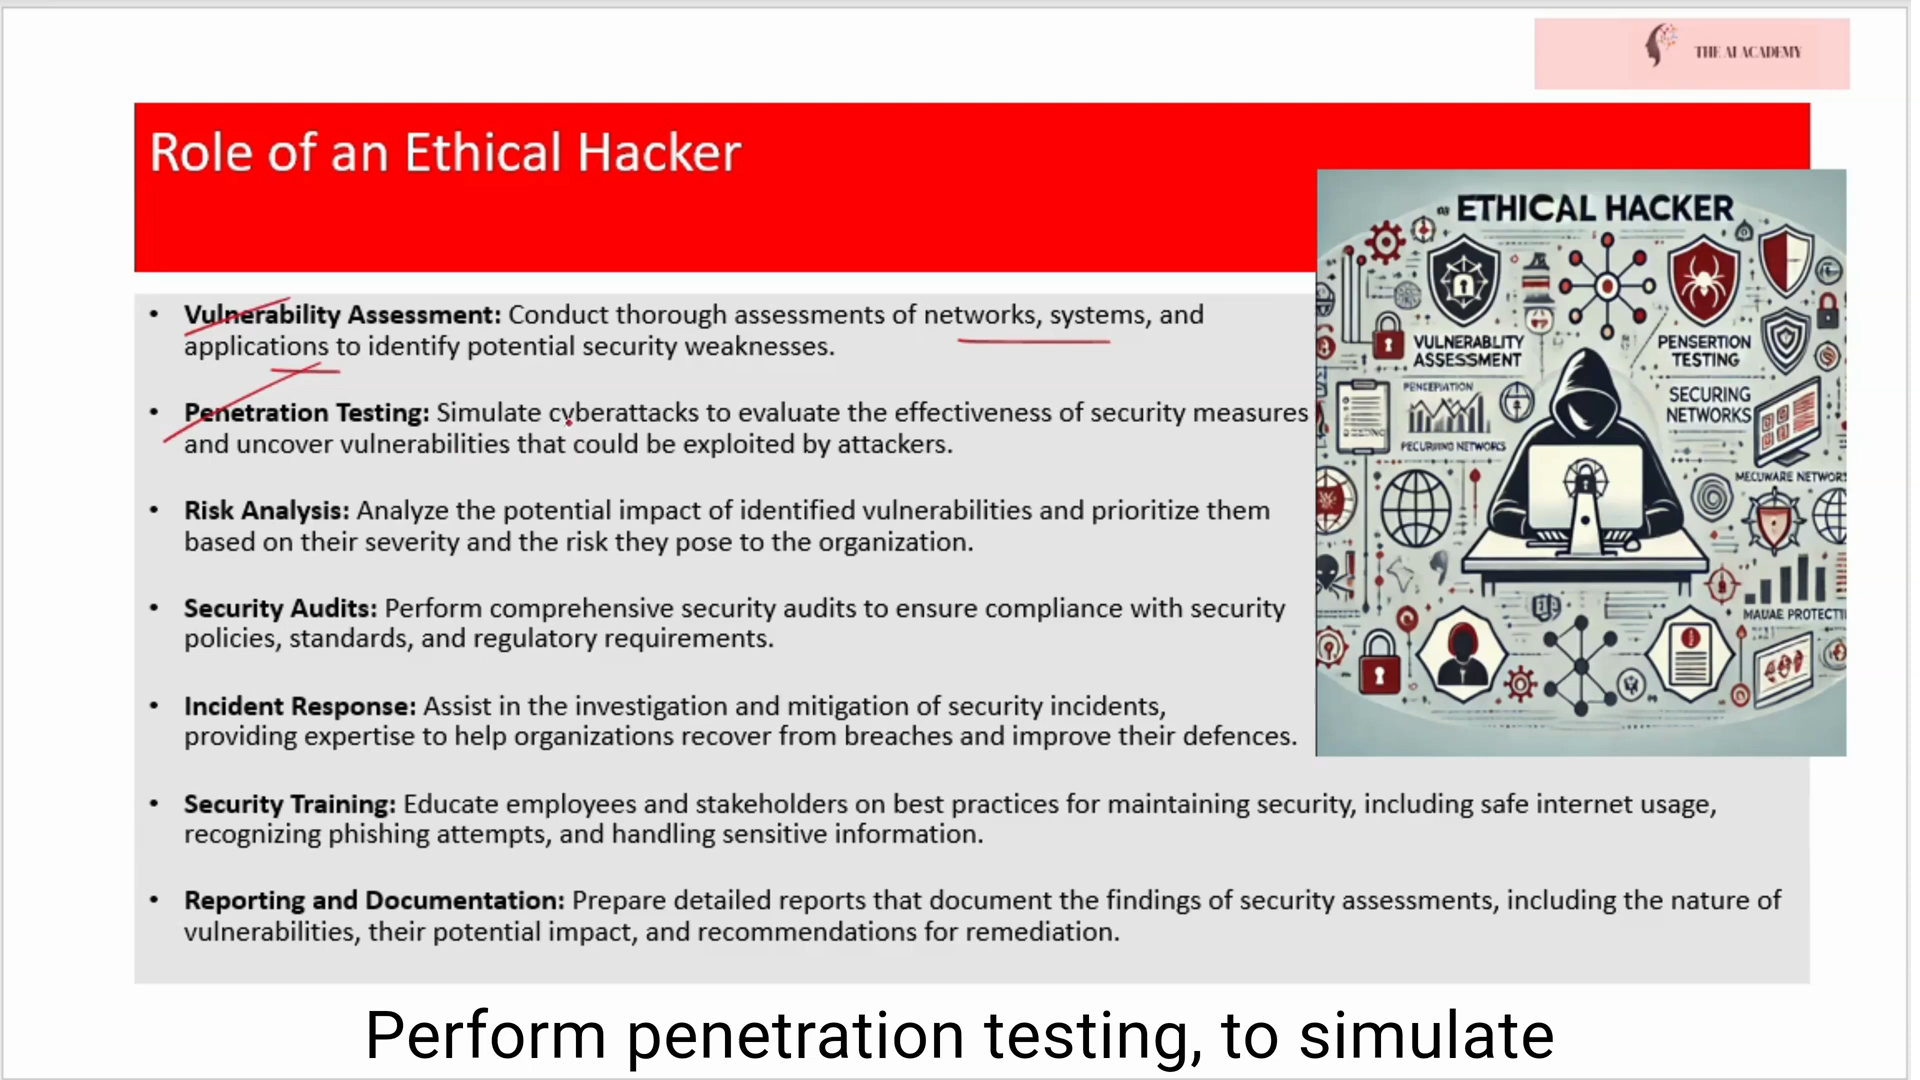 THE AI ACADEMY
Role of an Ethical Hacker
• Vulnerability Assessment: Conduct thorough assessments of networks, systems, and
applications to identify potential security weaknesses.
• Penetration Testing: Simulate cyberattacks to evaluate the effectiveness of security measures
and uncover vulnerabilities that could be exploited by attackers.
• Risk Analysis: Analyze the potential impact of identified vulnerabilities and prioritize them
based on their severity and the risk they pose to the organization.
• Security Audits: Perform comprehensive security audits to ensure compliance with security
policies, standards, and regulatory requirements.
• Incident Response: Assist in the investigation and mitigation of security incidents,
providing expertise to help organizations recover from breaches and improve their defences.
• Security Training: Educate employees and stakeholders on best practices for maintaining security, including safe internet usage,
recognizing phishing attempts, and handling sensitive information.
• Reporting and Documentation: Prepare detailed reports that document the findings of security assessments, including the nature of
vulnerabilities, their potential impact, and recommendations for remediation.
ETHICAL HACKER
VULNERABLITY
ASSESSMENT
PENSERTION
TESTING
SECURING
NETWORKS
MECUWARE NETWORS
MAUAE PROTECTI
Perform penetration testing, to simulate